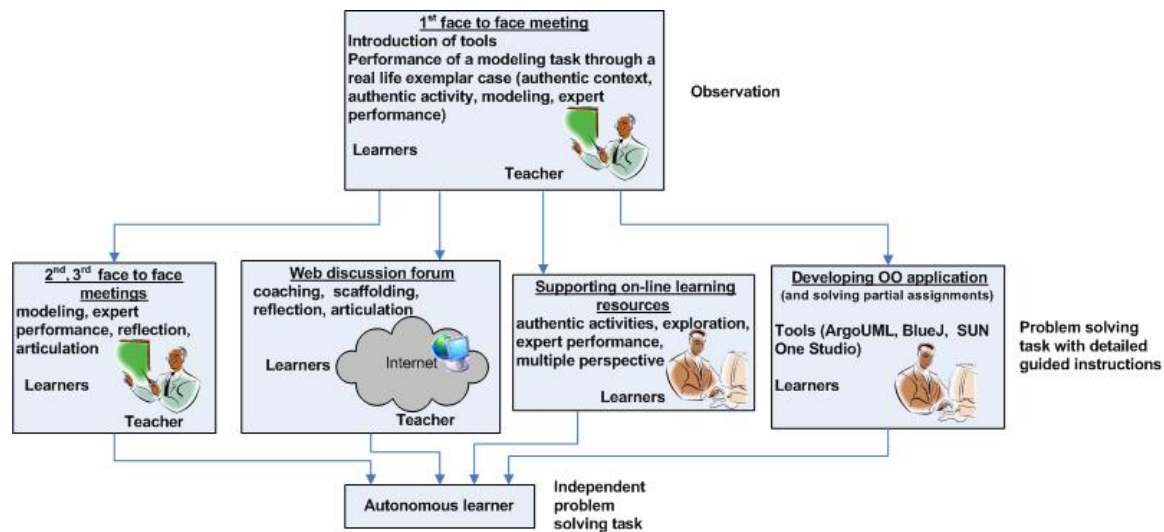 1st face to face meeting
Introduction of tools
Performance of a modeling task through a
real life exemplar case (authentic context,
authentic activity, modeling, expert
performance)
Learners
Teacher
Observation
2nd, 3rd face to face
meetings
modeling, expert
performance, reflection,
articulation
Learners
Teacher
Web discussion forum
coaching, scaffolding,
reflection, articulation
Learners
Internet
Teacher
Supporting on-line learning
resources
authentic activities, exploration,
expert performance,
multiple perspective
Learners
Developing OO application
(and solving partial assignments)
Tools (ArgoUML, BlueJ, SUN
One Studio)
Learners
Problem solving
task with detailed
guided instructions
Autonomous learner
Independent
problem
solving task